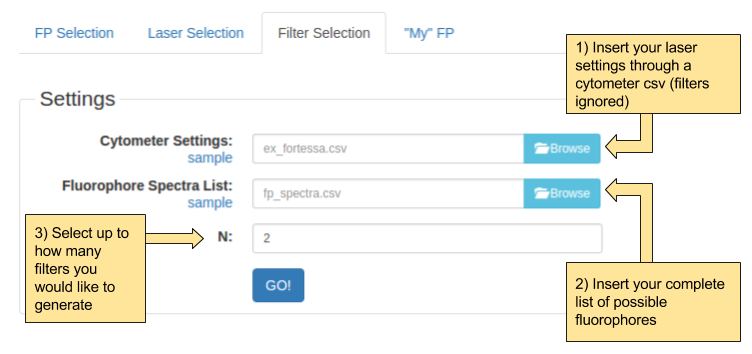 FP Selection Laser Selection Filter Selection "My" FP
1) Insert your laser
settings through a
cytometer csv (filters
ignored)
Settings
Cytometer Settings: ex_fortessa.csv Browse
sample
Fluorophore Spectra List: fp_spectra.csv Browse
sample
3) Select up to
how many
filters you
would like to
generate
N: 2
GO!
2) Insert your complete
list of possible
fluorophores